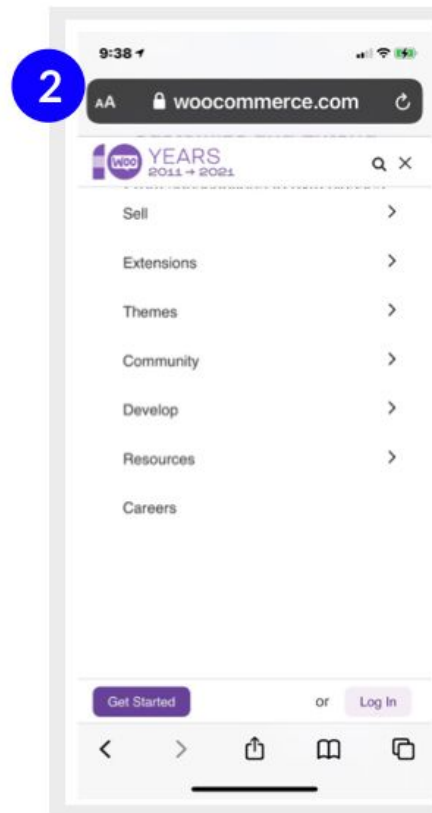 2
9:38
AA woocommerce.com
WOO YEARS
2011→2021
Sell
Extensions
Themes
Community
Develop
Resources
Careers
Get Started or Log In